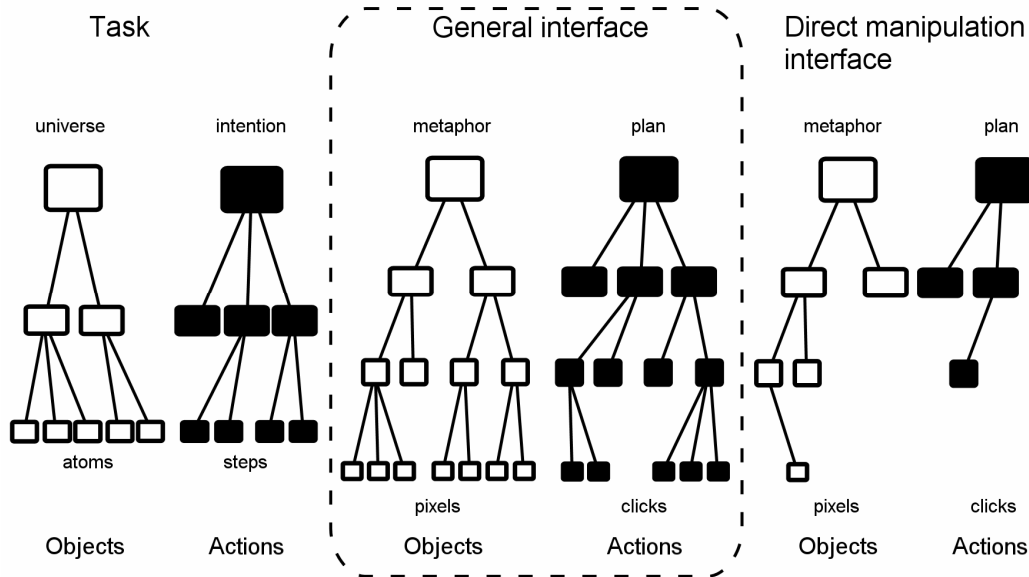 Task
General interface
Direct manipulation
interface
universe
intention
metaphor
plan
metaphor
plan
atoms
steps
pixels
clicks
pixels
clicks
Objects
Actions
Objects
Actions
Objects
Actions